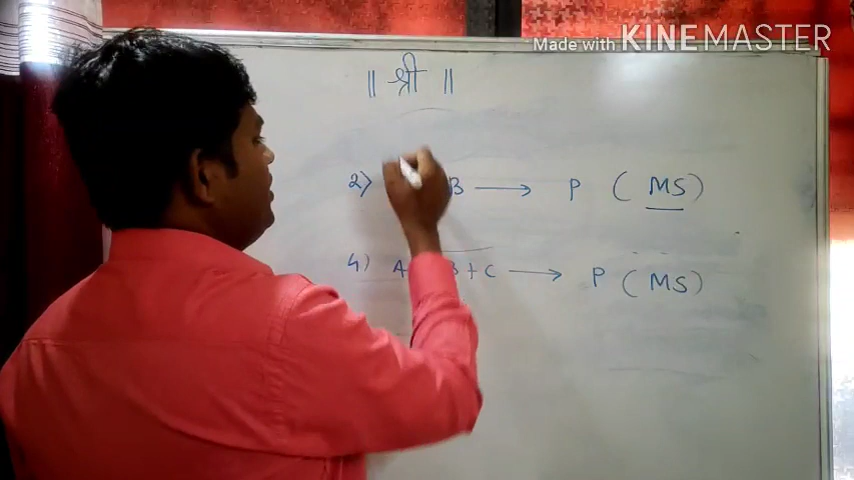 Made with KINEMASTER
॥ श्री ॥
2) B → P (MS)
4) A B + C → P (MS)